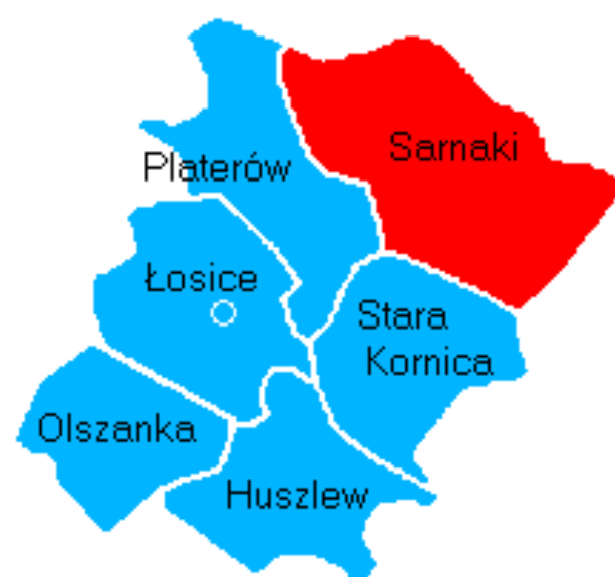 Sarnaki
Platerów
Łosice
Stara
Kornica
Olszanka
Huszlew